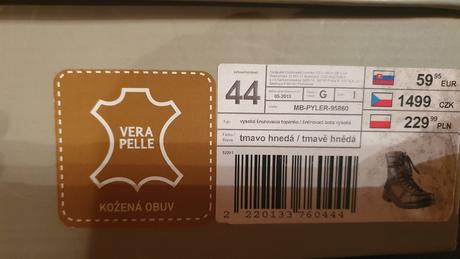 VERA
PELLE
KOŽENÁ OBUV
44
05-2013
G
I
MB-PYLER-95860
vysoká šnurovacia topánka / šněrovací bota vysoká
tmavo hnedá / tmavě hnědá
2 220133 760444
59 95 EUR
1499 CZK
229 99 PLN